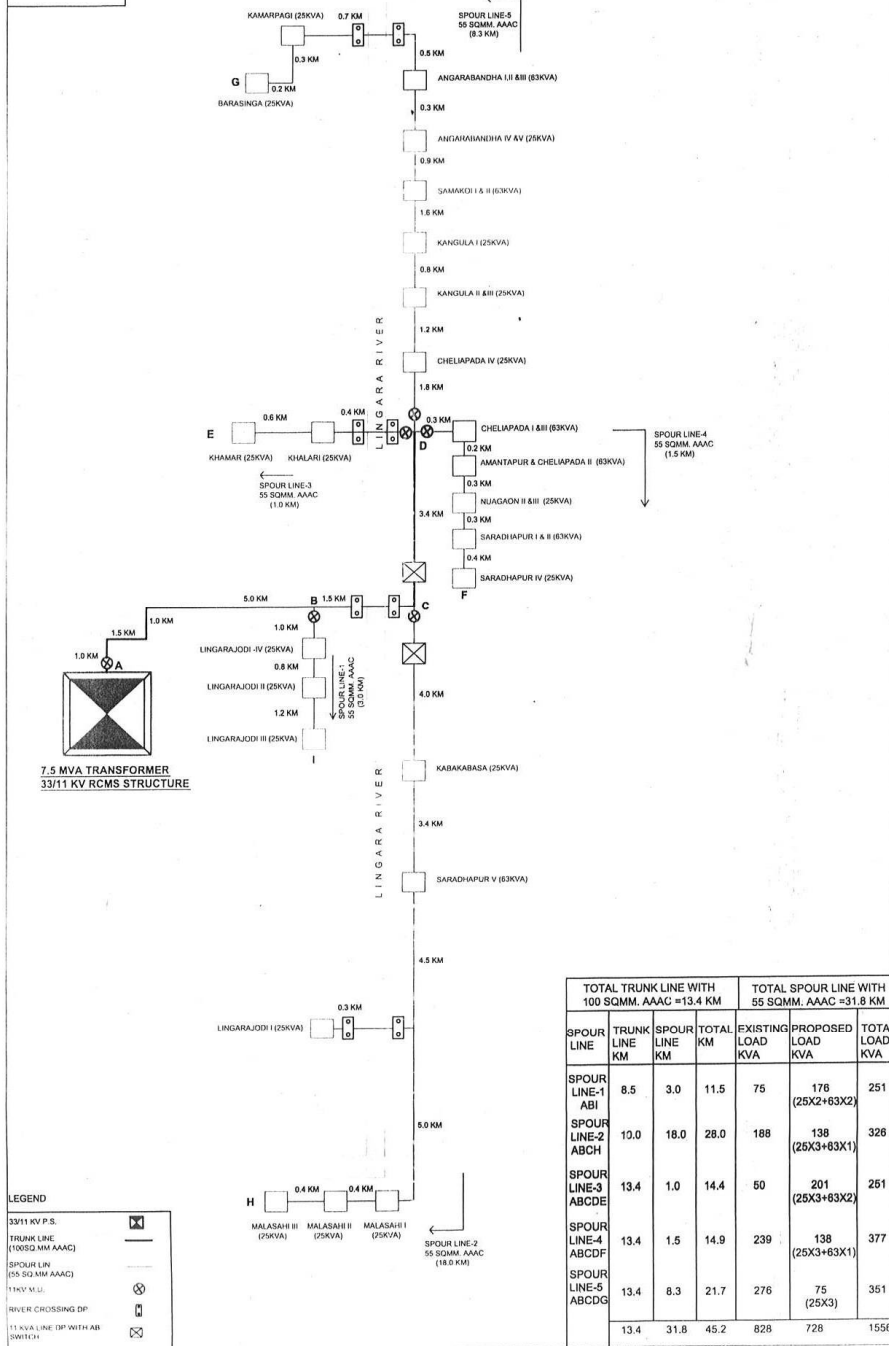 KAMARPAGI (25KVA)
0.7 KM
SPOUR LINE-5
55 SQMM. AAAC
(8.3 KM)
0.3 KM
0.5 KM
G
0.2 KM
BARASINGA (25KVA)
ANGARABANDHA I,II &III (63KVA)
0.3 KM
ANGARABANDHA IV &V (25KVA)
0.9 KM
SAMAKOI I & II (63KVA)
1.6 KM
KANGULA I (25KVA)
0.8 KM
KANGULA II &III (25KVA)
1.2 KM
LINGARA RIVER
CHELIAPADA IV (25KVA)
1.8 KM
0.6 KM
0.4 KM
0.3 KM
E
KHAMAR (25KVA)
KHALARI (25KVA)
D
CHELIAPADA I &III (63KVA)
SPOUR LINE-4
55 SQMM. AAAC
(1.5 KM)
0.2 KM
AMANTAPUR & CHELIAPADA II (63KVA)
SPOUR LINE-3
55 SQMM. AAAC
(1.0 KM)
0.3 KM
NUAGAON II &III (25KVA)
3.4 KM
0.3 KM
SARADHAPUR I & II (63KVA)
0.4 KM
SARADHAPUR IV (25KVA)
F
5.0 KM
B
1.5 KM
C
1.0 KM
1.5 KM
1.0 KM
A
1.0 KM
LINGARAJODI -IV (25KVA)
0.8 KM
LINGARAJODI II (25KVA)
SPOUR LINE-1
55 SQMM. AAAC
(3.0 KM)
1.2 KM
LINGARAJODI III (25KVA)
I
4.0 KM
7.5 MVA TRANSFORMER
33/11 KV RCMS STRUCTURE
KABAKABASA (25KVA)
LINGARA RIVER
3.4 KM
SARADHAPUR V (63KVA)
4.5 KM
0.3 KM
LINGARAJODI I (25KVA)
5.0 KM
H
0.4 KM
0.4 KM
MALASAHI III
(25KVA)
MALASAHI II
(25KVA)
MALASAHI I
(25KVA)
SPOUR LINE-2
55 SQMM. AAAC
(18.0 KM)
LEGEND
33/11 KV P.S.
TRUNK LINE
(100SQ.MM AAAC)
SPOUR LIN
(55 SQ.MM AAAC)
11KV M.U.
RIVER CROSSING DP
11 KVA LINE DP WITH AB
SWITCH
TOTAL TRUNK LINE WITH
100 SQMM. AAAC =13.4 KM
TOTAL SPOUR LINE WITH
55 SQMM. AAAC =31.8 KM
SPOUR LINE
TRUNK LINE KM
SPOUR LINE KM
TOTAL KM
EXISTING LOAD KVA
PROPOSED LOAD KVA
TOTA LOAD KVA
SPOUR LINE-1 ABI 8.5 3.0 11.5 75 176 (25X2+63X2) 251
SPOUR LINE-2 ABCH 10.0 18.0 28.0 188 138 (25X3+63X1) 326
SPOUR LINE-3 ABCDE 13.4 1.0 14.4 50 201 (25X3+63X2) 251
SPOUR LINE-4 ABCDF 13.4 1.5 14.9 239 138 (25X3+63X1) 377
SPOUR LINE-5 ABCDG 13.4 8.3 21.7 276 75 (25X3) 351
13.4 31.8 45.2 828 728 1556